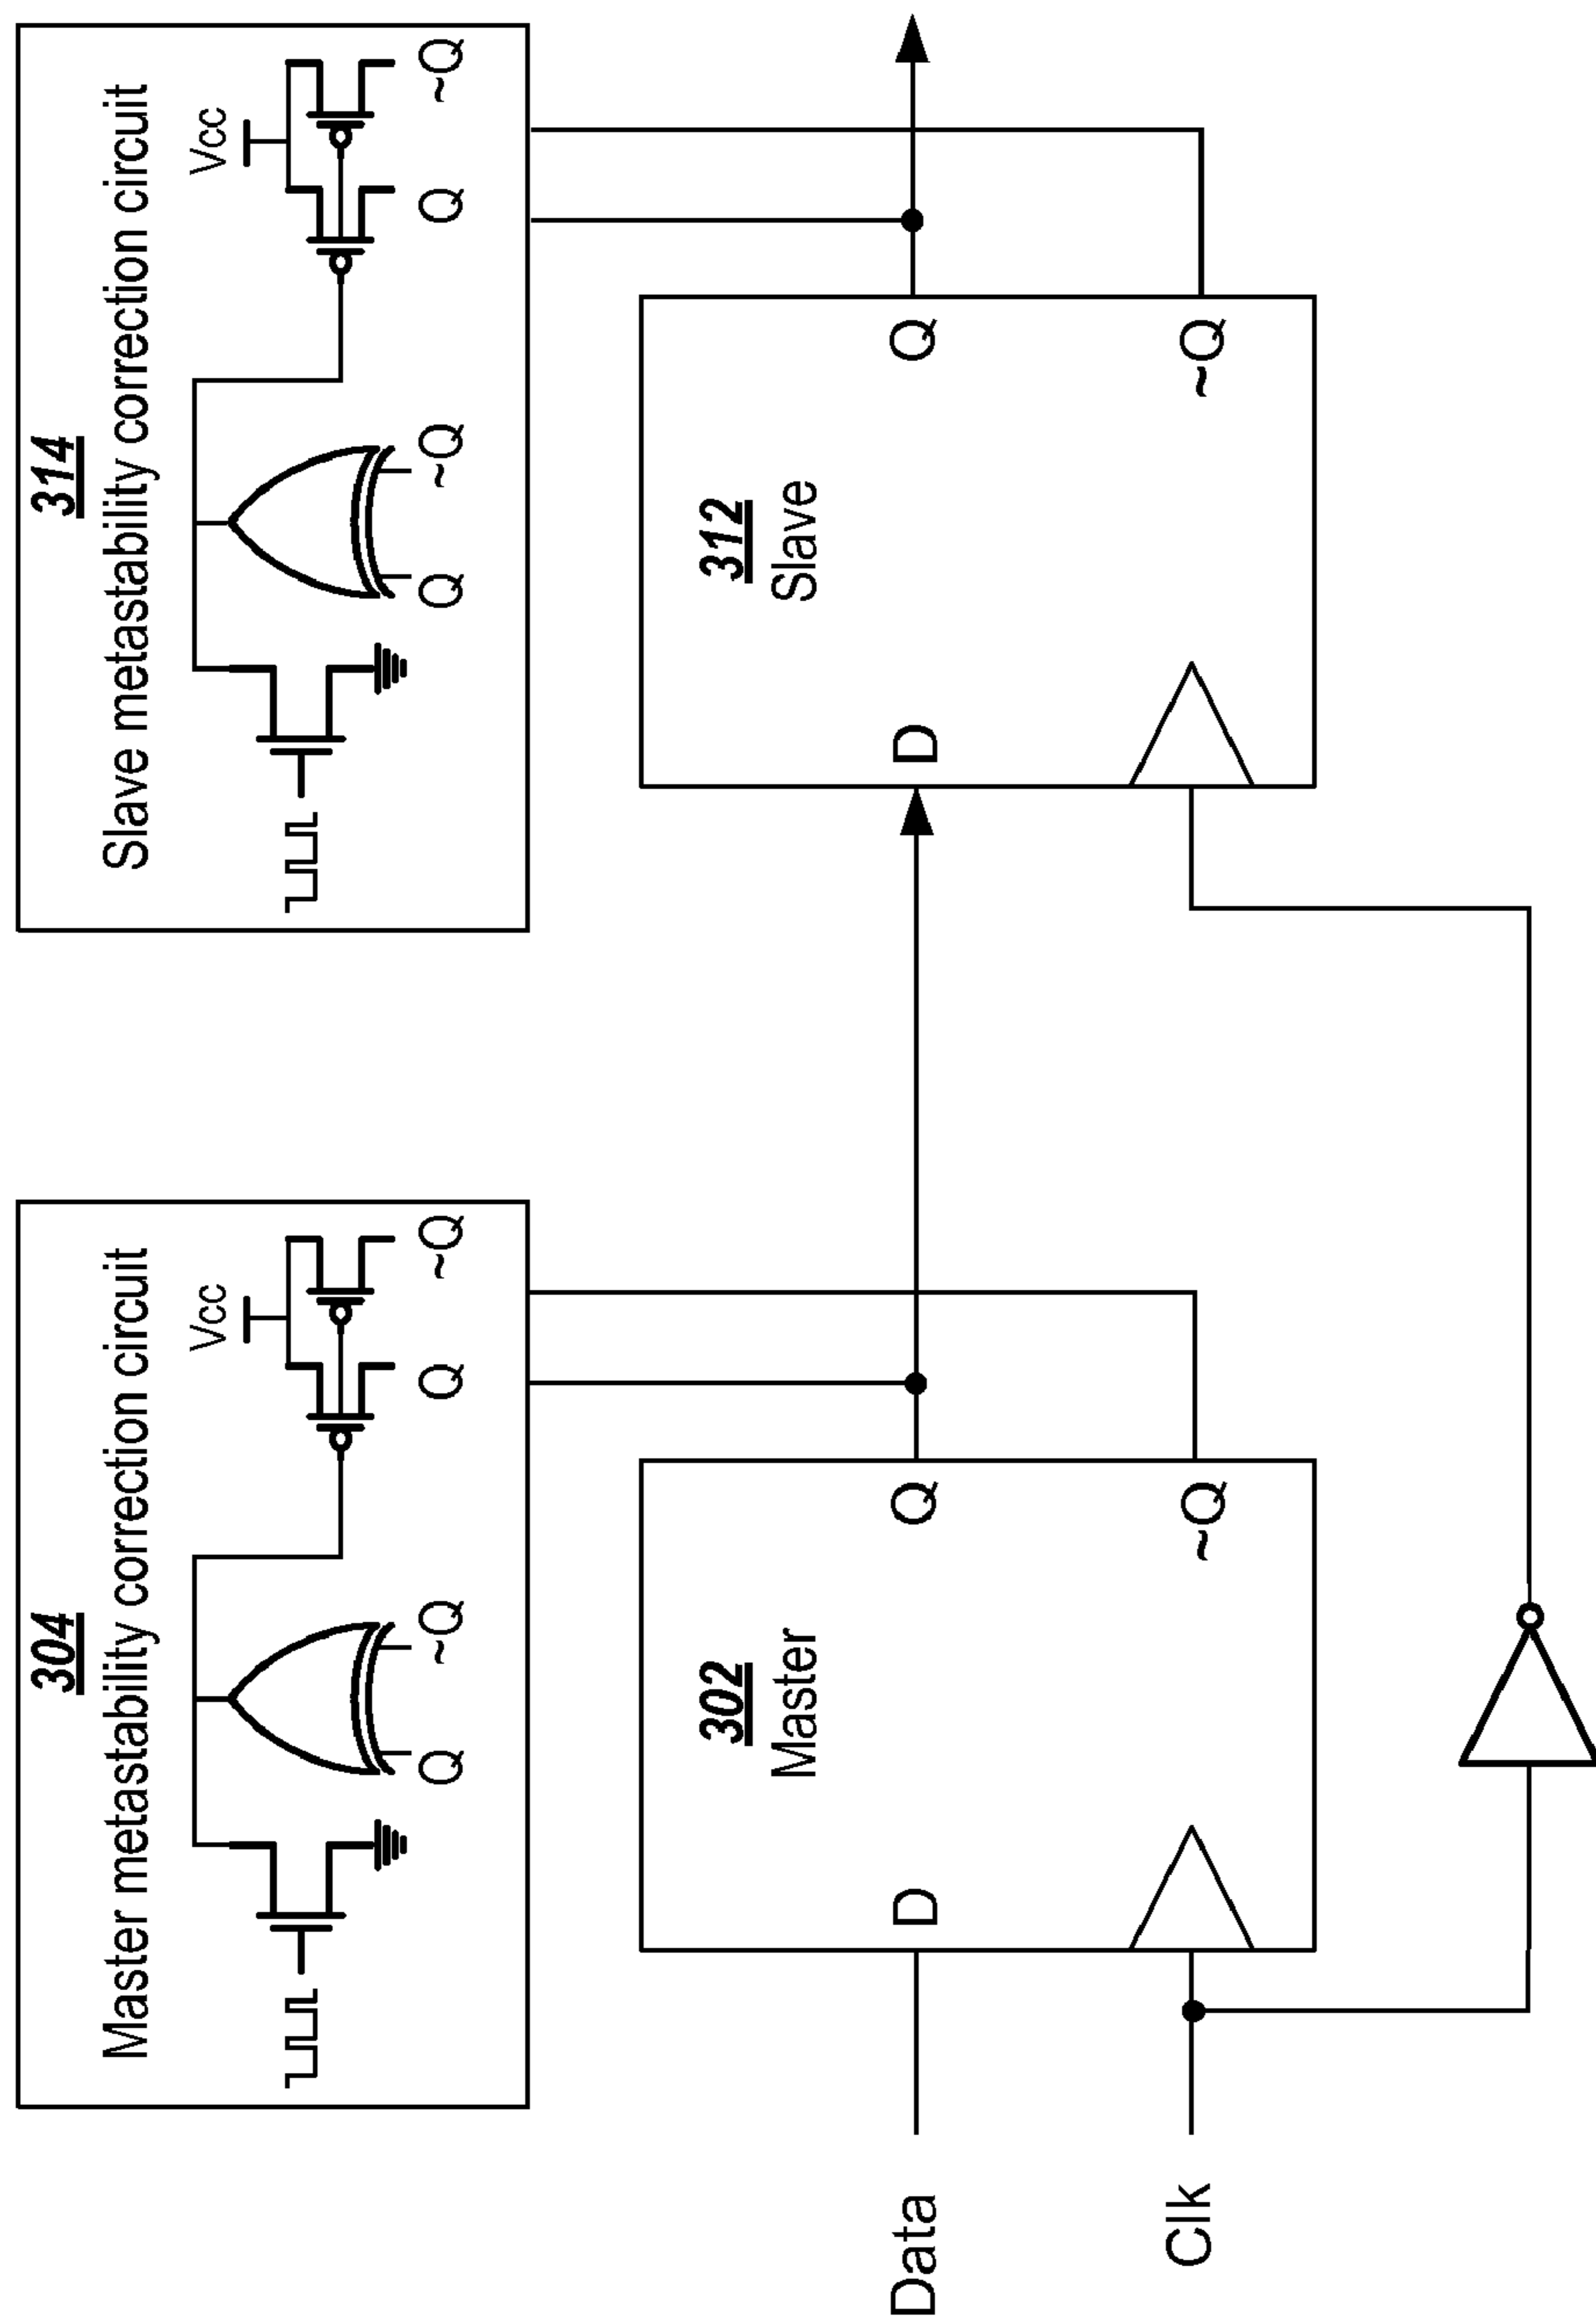 304
Master metastability correction circuit
Vcc
Q
~Q
Q
~Q
314
Slave metastability correction circuit
Vcc
Q
~Q
Q
~Q
302
Master
D
Q
~Q
312
Slave
D
Q
~Q
Data
Clk